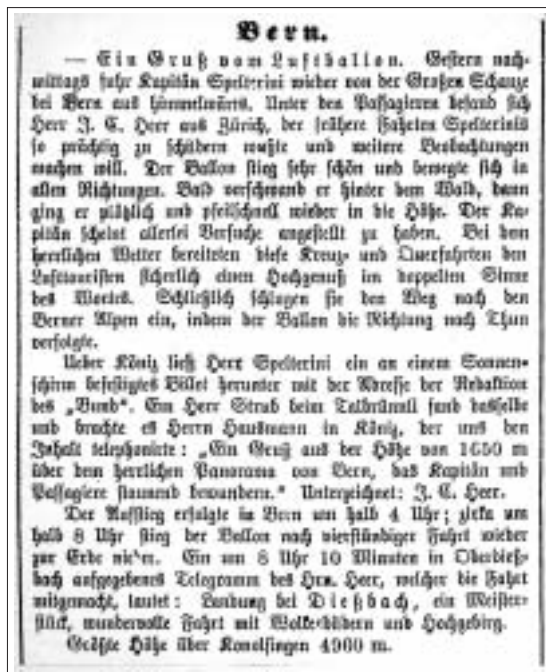 Bern.
— Ein Gruß vom Luftballon. Gestern nach-
mittags fuhr Kapitän Spelterini wieder von der Großen Schanze
bei Bern aus himmelwärts. Unter den Passagieren befand sich
Herr J. C. Heer aus Zürich, der frühere Fahrten Spelterinis
so prächtig zu schildern wußte und weitere Beobachtungen
machen will. Der Ballon stieg sehr schön und bewegte sich in
allen Richtungen. Bald verschwand er hinter dem Wald, dann
ging er plötzlich und pfeilschnell wieder in die Höhe. Der Ka-
pitän scheint allerlei Versuche angestellt zu haben. Bei dem
herrlichen Wetter bereiteten diese Kreuz- und Querfahrten den
Lufttouristen sicherlich einen Hochgenuß im doppelten Sinne
des Wortes. Schließlich schlugen sie den Weg nach den
Berner Alpen ein, indem der Ballon die Richtung nach Thun
verfolgte.
Ueber König ließ Herr Spelterini ein an einem Sonnen-
schirm befestigtes Billet herunter mit der Adresse der Redaktion
des „Bund“. Ein Herr Strub beim Talbrünnli fand dasselbe
und brachte es Herrn Hausmann in König, der uns den
Inhalt telephonirte: „Ein Gruß aus der Höhe von 1650 m
über dem herrlichen Panorama von Bern, das Kapitän und
Passagiere staunend bewundern.“ Unterzeichnet: J. C. Heer.
Der Aufstieg erfolgte in Bern um halb 4 Uhr; zirka um
halb 8 Uhr stieg der Ballon nach vierstündiger Fahrt wieder
zur Erde nieder. Ein um 8 Uhr 10 Minuten in Oberdieß-
bach aufgegebenes Telegramm des Hrn. Heer, welcher die Fahrt
mitgemacht, lautet: Landung bei Dießbach, ein Meister-
stück, wundervolle Fahrt mit Wolkenbildern und Hochgebirg.
Größte Höhe über Konolfingen 4900 m.